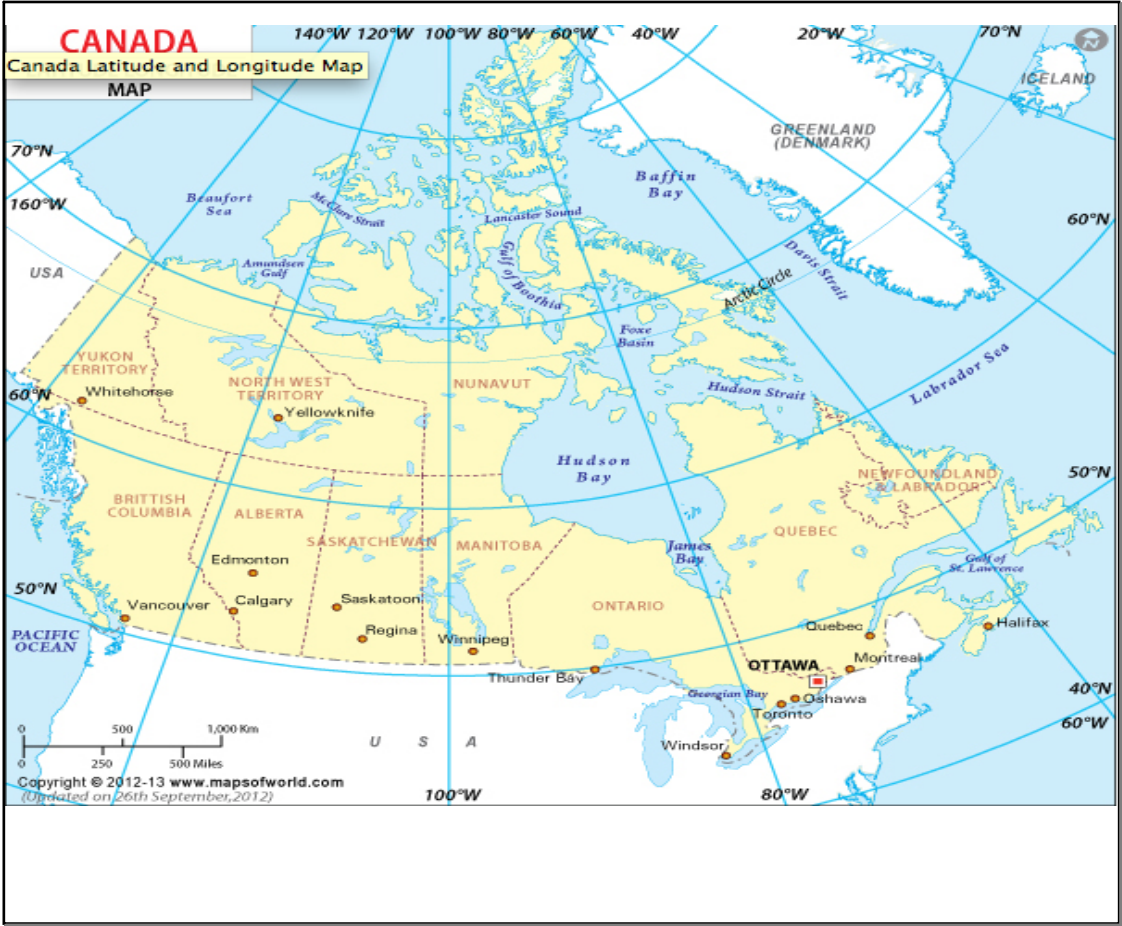 CANADA
Canada Latitude and Longitude Map
MAP
140°W 120°W 100°W 80°W 60°W 40°W 20°W 70°N
ICELAND
GREENLAND
(DENMARK)
70°N
160°W
Beaufort
Sea
McClare Strait
Lancaster Sound
Baffin
Bay
60°N
USA
Amundsen
Gulf
Gulf of Boothia
Davis Strait
Arctic Circle
Foxe
Basin
Labrador Sea
YUKON
TERRITORY
Whitehorse
60°N
NORTH WEST
TERRITORY
Yellowknife
NUNAVUT
Hudson Strait
Hudson
Bay
50°N
NEWFOUNDLAND
& LABRADOR
BRITTISH
COLUMBIA
ALBERTA
SASKATCHEWAN
MANITOBA
James
Bay
QUEBEC
Edmonton
Gulf of
St. Lawrence
50°N
Vancouver
Calgary
Saskatoon
Regina
Winnipeg
ONTARIO
Quebec
Halifax
PACIFIC
OCEAN
Thunder Bay
OTTAWA
Montreal
Georgian Bay
Oshawa
Toronto
40°N
60°W
Windsor
0 500 1,000 Km
0 250 500 Miles
U S A
Copyright © 2012-13 www.mapsofworld.com
(Updated on 26th September,2012)
100°W
80°W